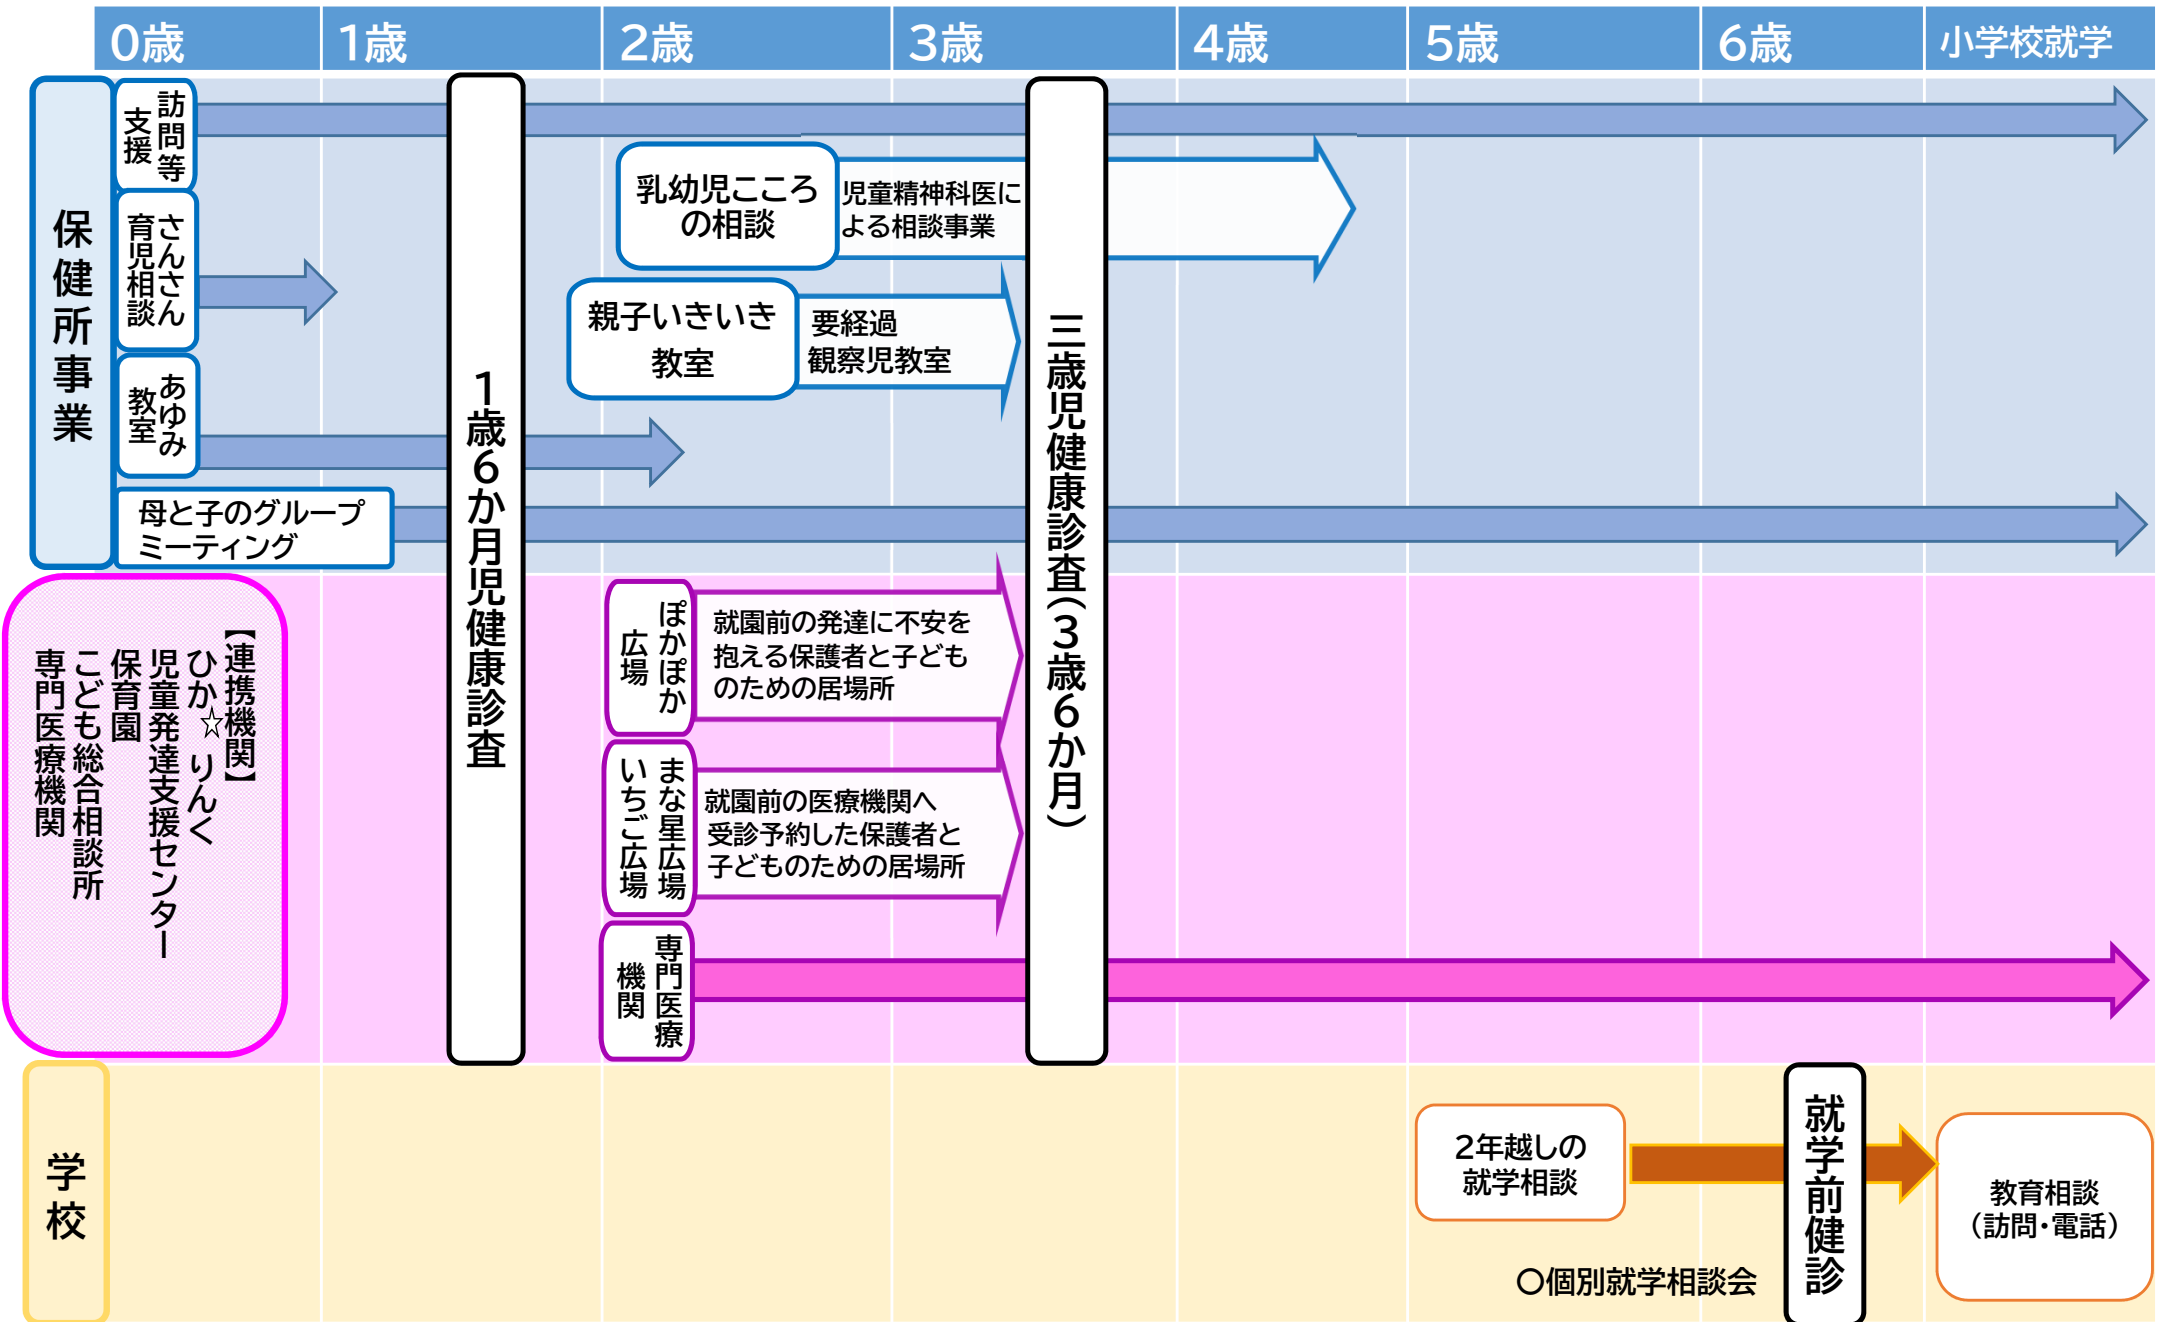 0歳
1歳
2歳
3歳
4歳
5歳
6歳
小学校就学
保健所事業
訪問等
支援
さんさん
育児相談
あゆみ
教室
母と子のグループ
ミーティング
1歳6か月児健康診査
乳幼児こころ
の相談
児童精神科医に
よる相談事業
親子いきいき
教室
要経過
観察児教室
三歳児健康診査(3歳6か月)
【連携機関】
ひか☆りんく
児童発達支援センター
保育園
こども総合相談所
専門医療機関
ぽかぽか
広場
就園前の発達に不安を
抱える保護者と子ども
のための居場所
まな星広場
いちご広場
就園前の医療機関へ
受診予約した保護者と
子どものための居場所
専門医療
機関
学校
2年越しの
就学相談
〇個別就学相談会
就学前健診
教育相談
(訪問・電話)